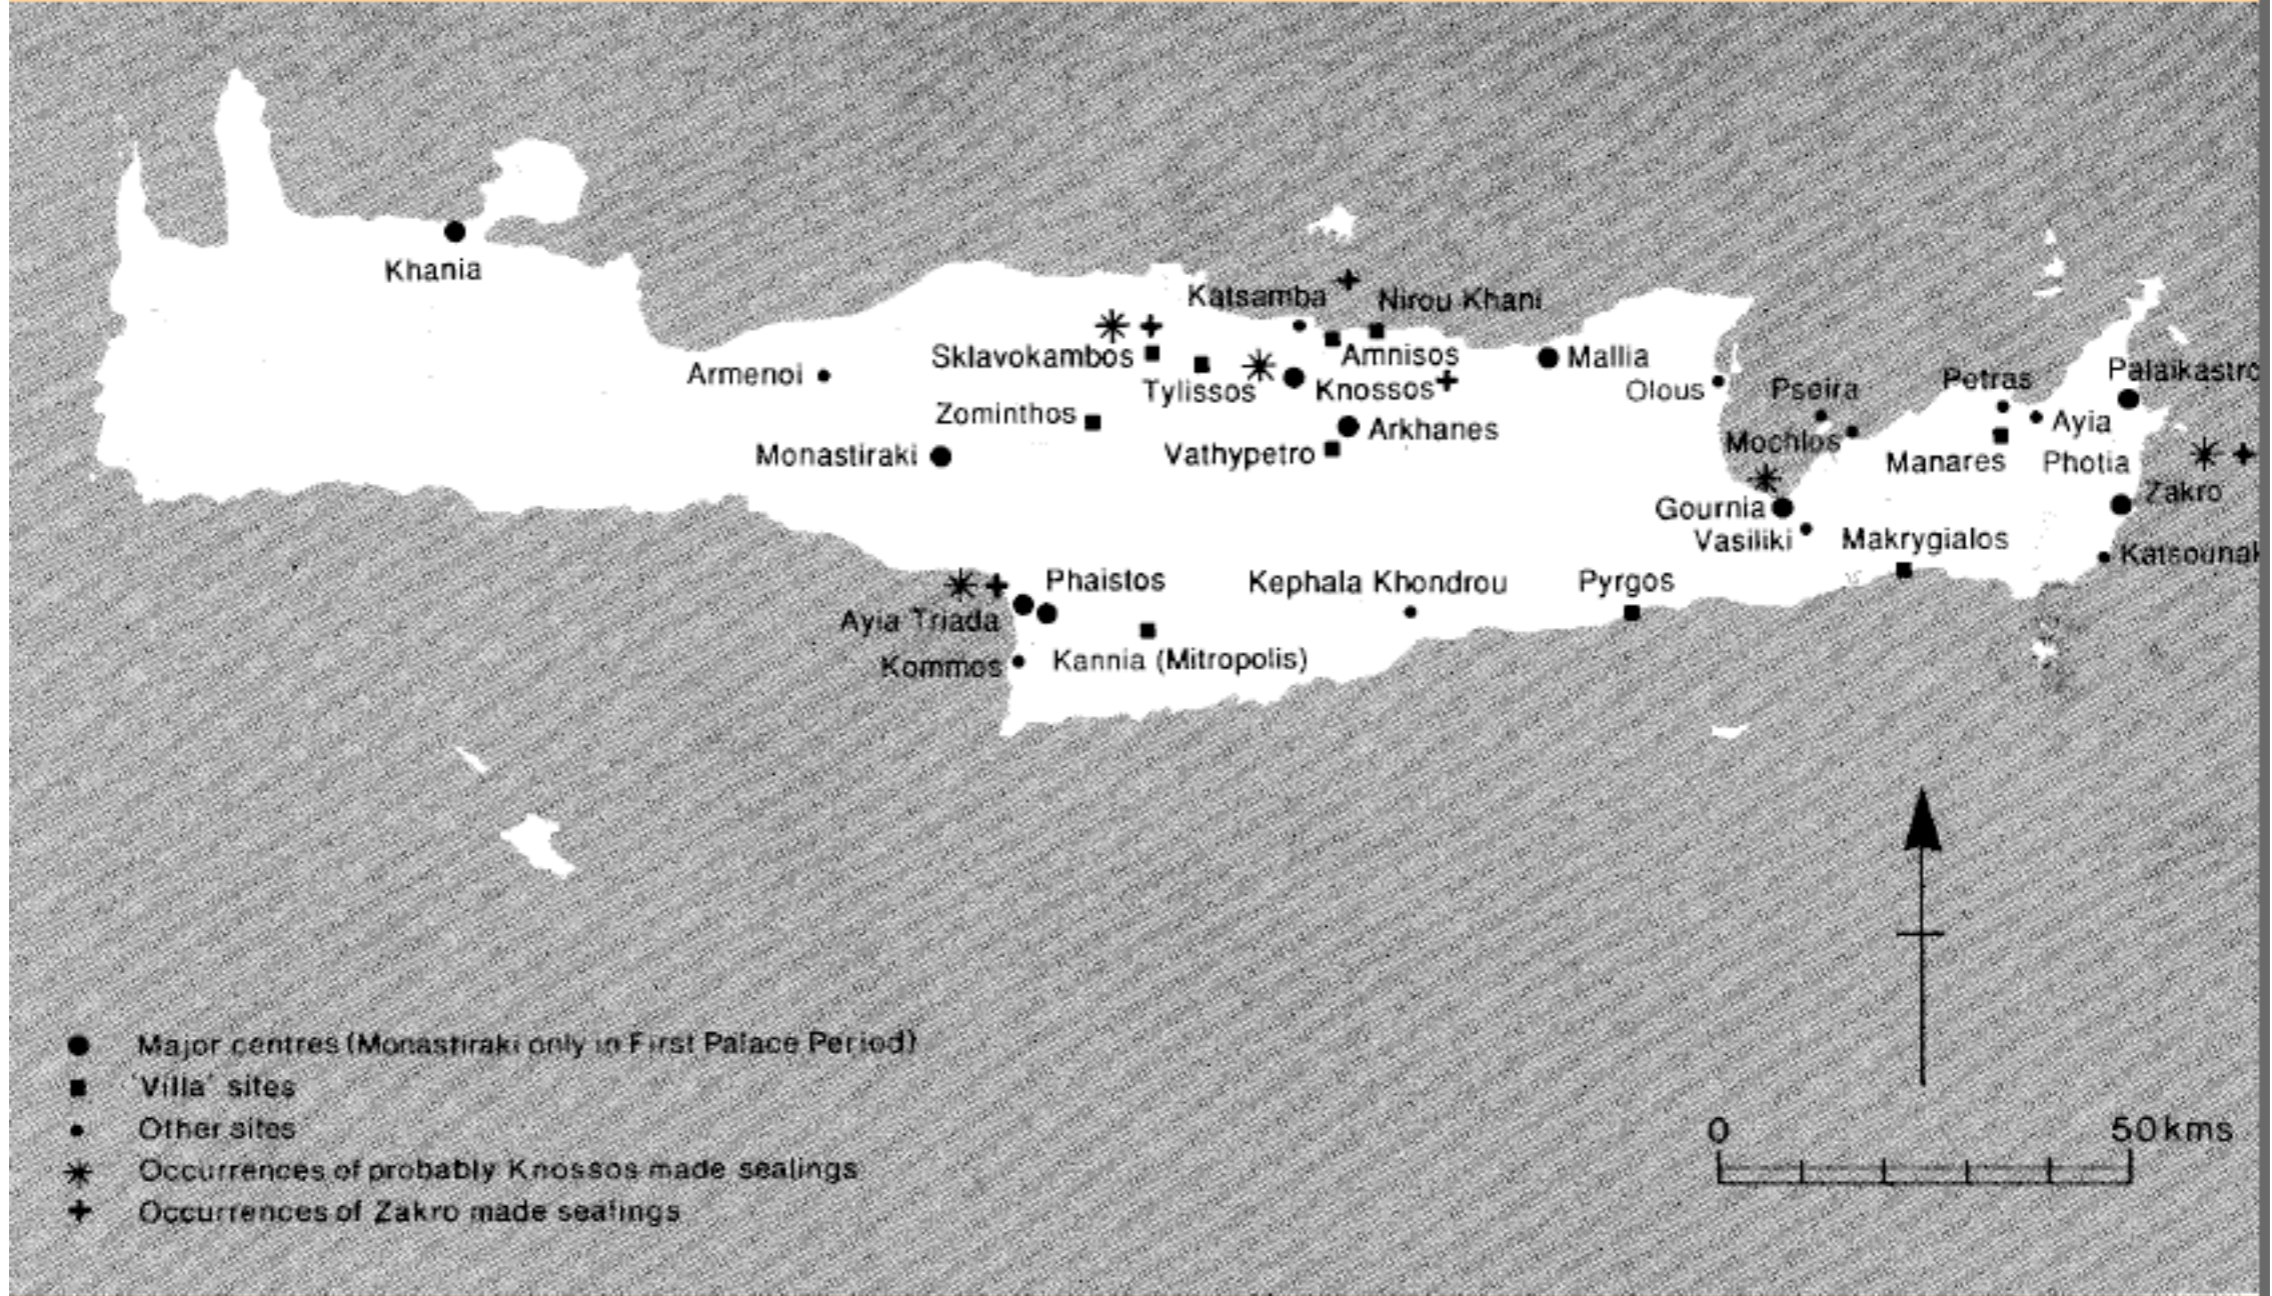 Khania
Katsamba
Nirou Khani
Sklavokambos
Amnisos
Mallia
Armenoi
Tylissos
Knossos
Olous
Pseira
Petras
Palaikastro
Zominthos
Arkhanes
Mochlos
Ayia
Photia
Monastiraki
Vathypetro
Manares
Zakro
Gournia
Vasiliki
Makrygialos
Katsounak
Phaistos
Kephala Khondrou
Pyrgos
Ayia Triada
Kommos
Kannia (Mitropolis)
Major centres (Monastiraki only in First Palace Period)
'Villa' sites
Other sites
Occurrences of probably Knossos made sealings
Occurrences of Zakro made sealings
0
50kms